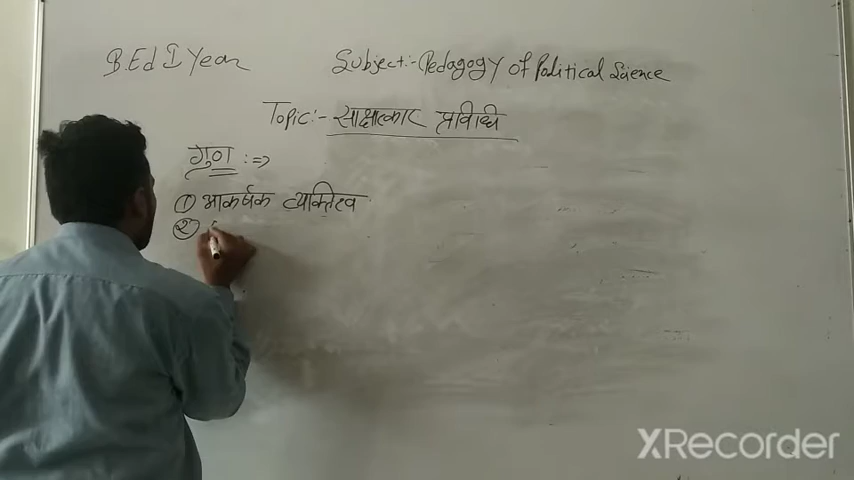 B.Ed I Year
Subject:- Pedagogy of Political Science
Topic:- साक्षात्कार प्रविधि
गुण :⇒
① आकर्षक व्यक्तित्व
②
XRecorder